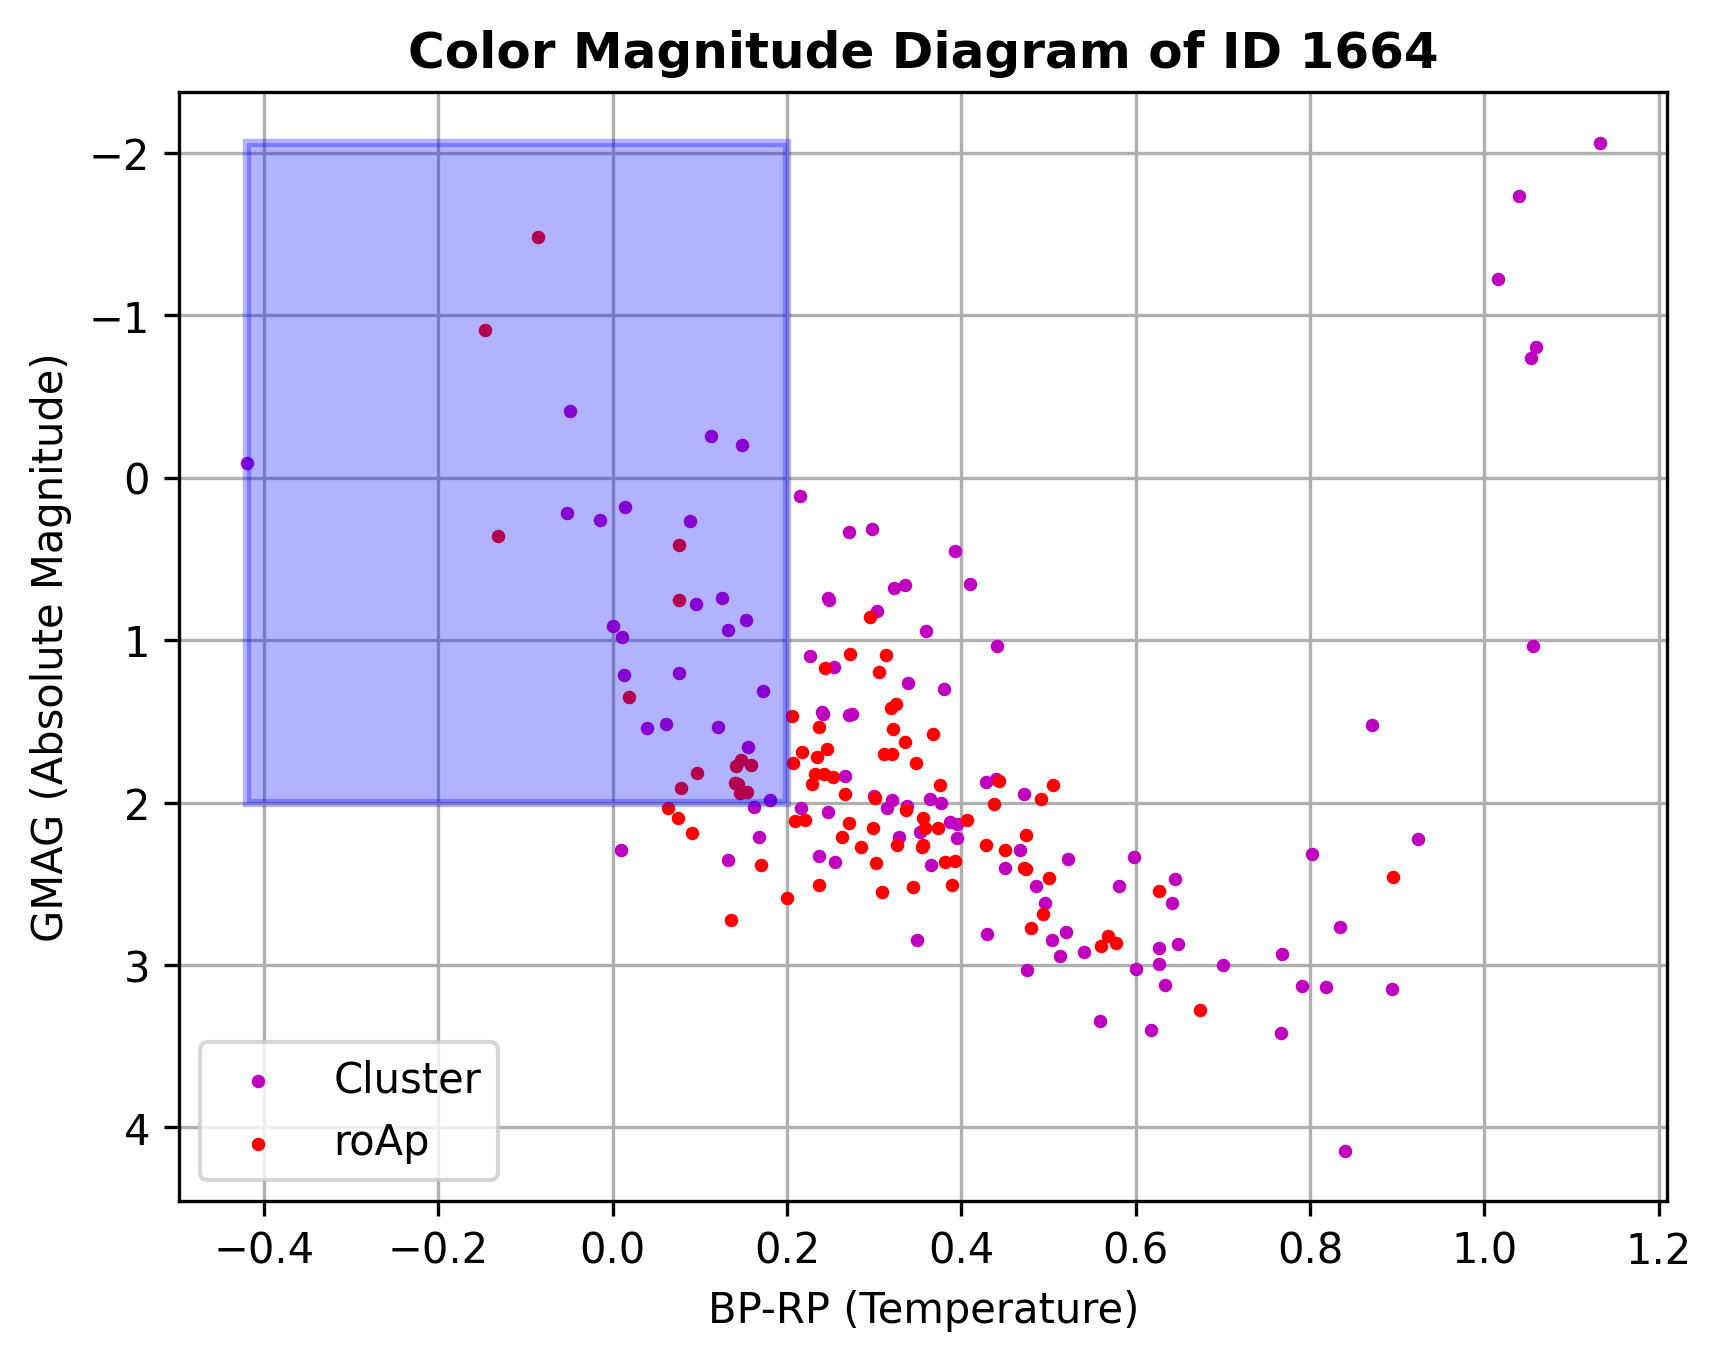 Color Magnitude Diagram of ID 1664
GMAG (Absolute Magnitude)
−2
−1
0
1
2
3
4
Cluster
roAp
−0.4 −0.2 0.0 0.2 0.4 0.6 0.8 1.0 1.2
BP-RP (Temperature)